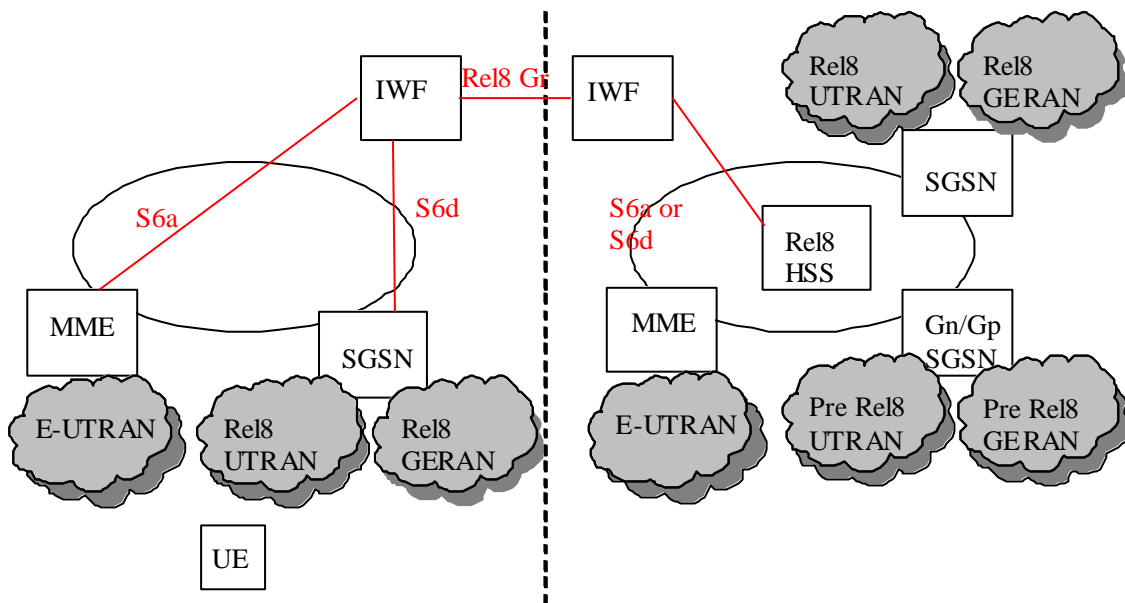 IWF
Rel8 Gr
IWF
Rel8
UTRAN
Rel8
GERAN
S6a
S6d
S6a or
S6d
SGSN
Rel8
HSS
MME
SGSN
MME
Gn/Gp
SGSN
E-UTRAN
Rel8
UTRAN
Rel8
GERAN
E-UTRAN
Pre Rel8
UTRAN
Pre Rel8
GERAN
UE